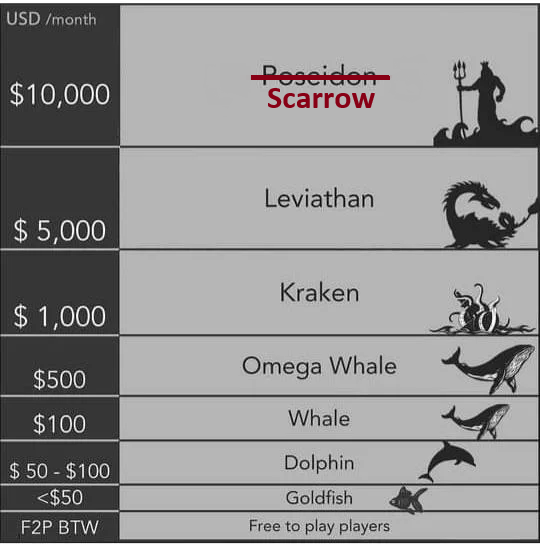 USD /month
$10,000
Poseidon
Scarrow
$ 5,000
Leviathan
$ 1,000
Kraken
$500
Omega Whale
$100
Whale
$ 50 - $100
Dolphin
<$50
Goldfish
F2P BTW
Free to play players